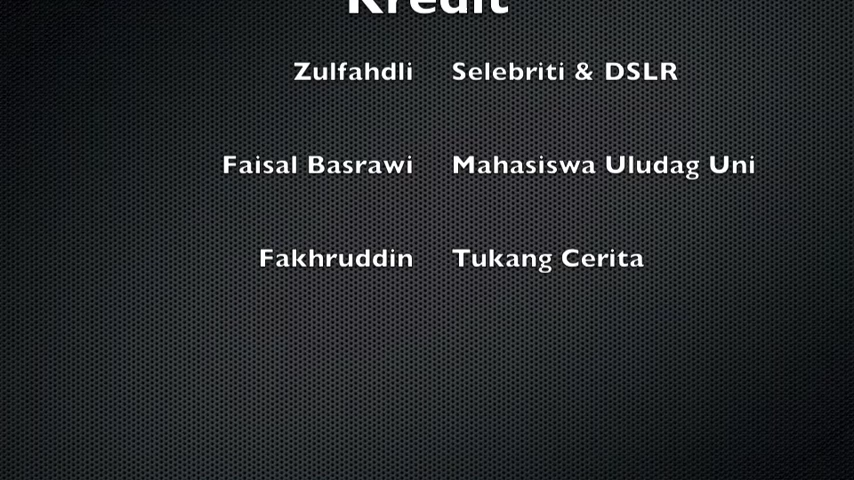 Kredit
Zulfahdli Selebriti & DSLR
Faisal Basrawi Mahasiswa Uludag Uni
Fakhruddin Tukang Cerita